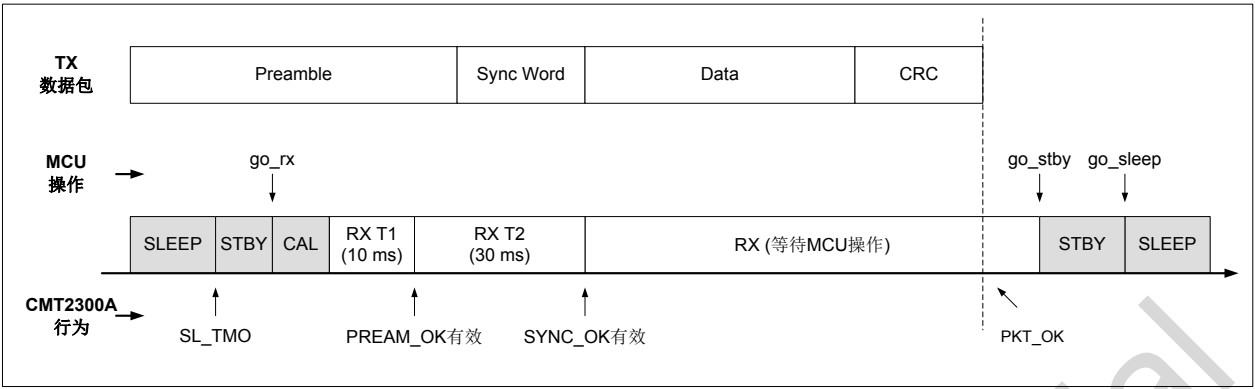 TX
数据包
Preamble
Sync Word
Data
CRC
MCU
操作
go_rx
go_stby
go_sleep
SLEEP
STBY
CAL
RX T1
(10 ms)
RX T2
(30 ms)
RX (等待MCU操作)
STBY
SLEEP
CMT2300A
行为
SL_TMO
PREAM_OK有效
SYNC_OK有效
PKT_OK